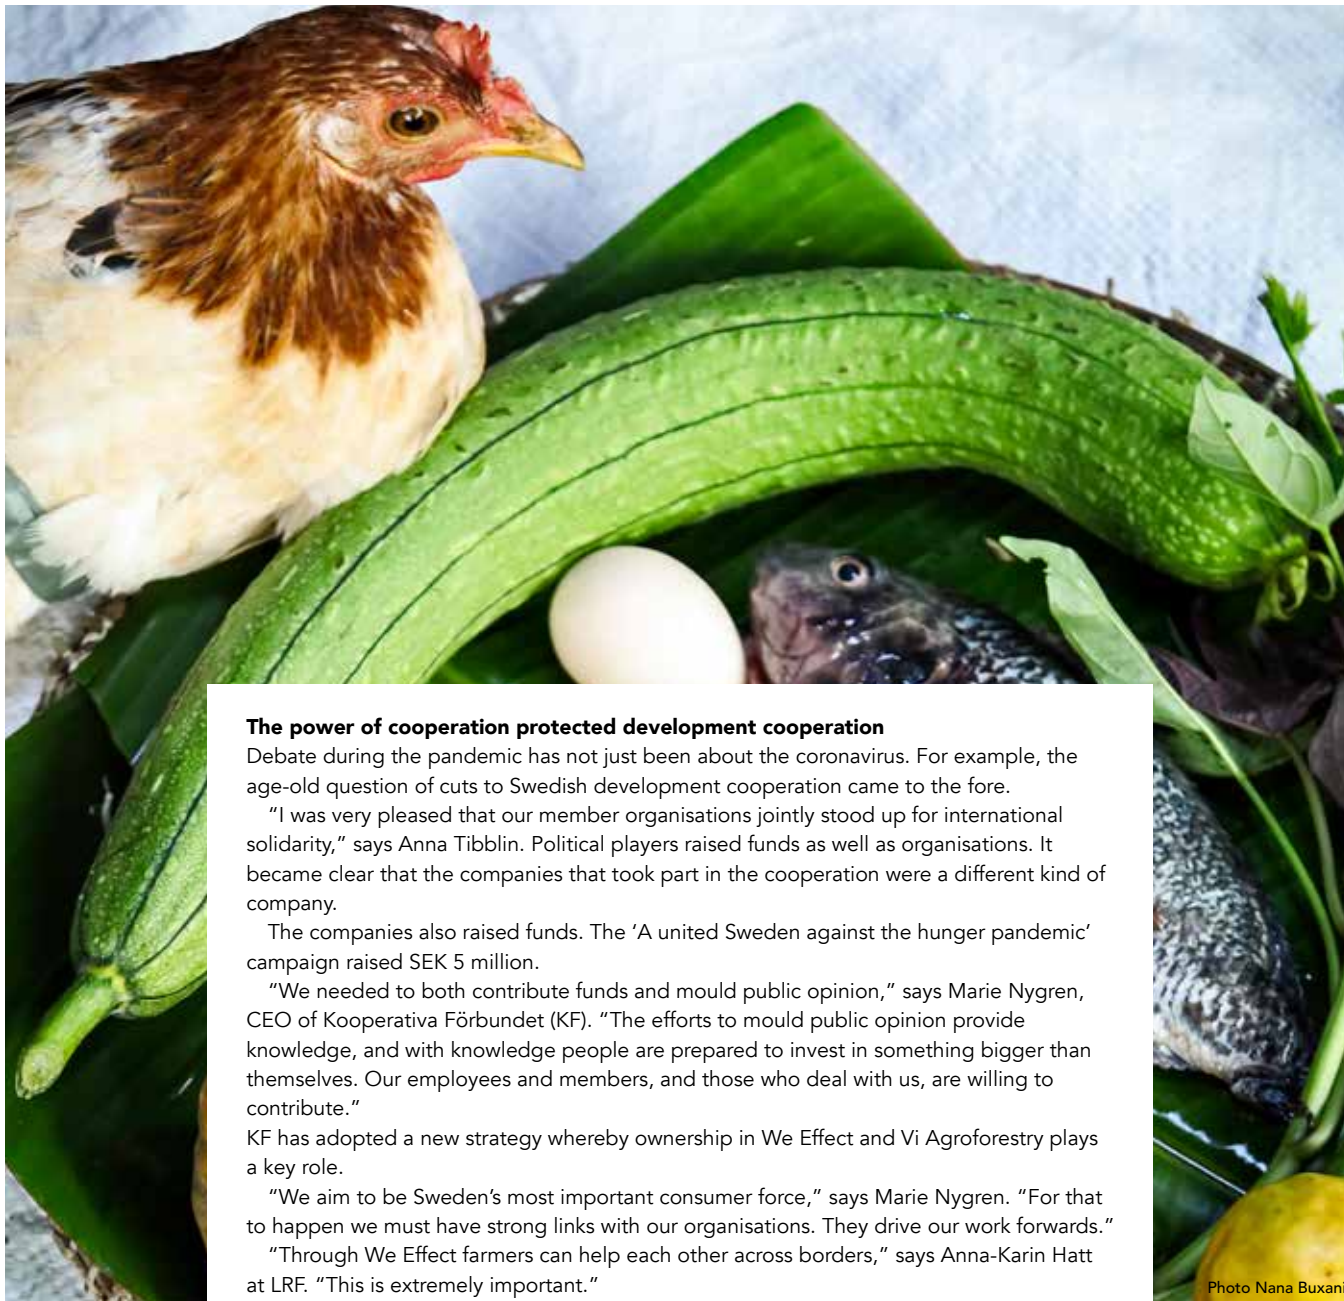 The power of cooperation protected development cooperation
Debate during the pandemic has not just been about the coronavirus. For example, the
age-old question of cuts to Swedish development cooperation came to the fore.
“I was very pleased that our member organisations jointly stood up for international
solidarity,” says Anna Tibblin. Political players raised funds as well as organisations. It
became clear that the companies that took part in the cooperation were a different kind of
company.
The companies also raised funds. The ‘A united Sweden against the hunger pandemic’
campaign raised SEK 5 million.
“We needed to both contribute funds and mould public opinion,” says Marie Nygren,
CEO of Kooperativa Förbundet (KF). “The efforts to mould public opinion provide
knowledge, and with knowledge people are prepared to invest in something bigger than
themselves. Our employees and members, and those who deal with us, are willing to
contribute.”
KF has adopted a new strategy whereby ownership in We Effect and Vi Agroforestry plays
a key role.
“We aim to be Sweden’s most important consumer force,” says Marie Nygren. “For that
to happen we must have strong links with our organisations. They drive our work forwards.”
“Through We Effect farmers can help each other across borders,” says Anna-Karin Hatt
at LRF. “This is extremely important.”
Photo Nana Buxani